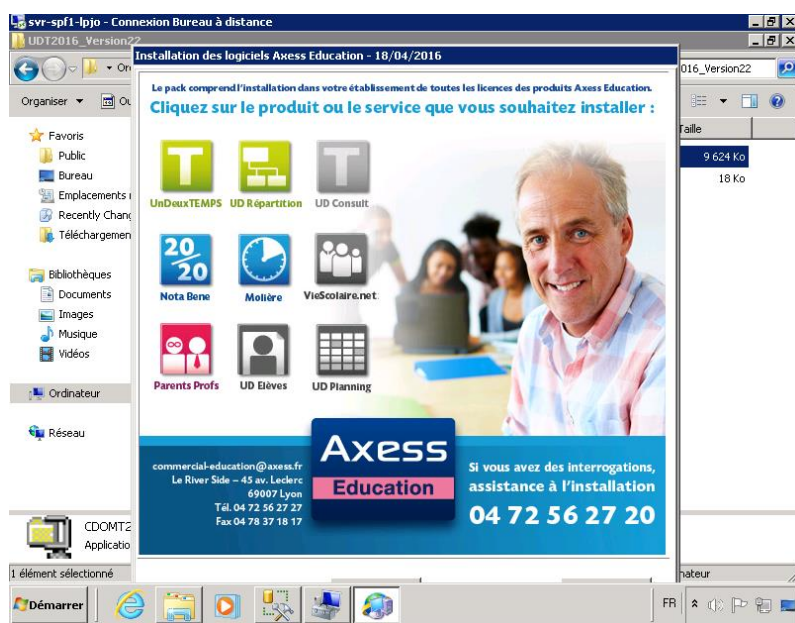 svr-spf1-lpjo - Connexion Bureau à distance
UDT2016_Version22
Installation des logiciels Axess Education - 18/04/2016
016_Version22
Organiser
Le pack comprend l'installation dans votre établissement de toutes les licences des produits Axess Education.
Cliquez sur le produit ou le service que vous souhaitez installer :
Favoris
Public
Bureau
Emplacements
Recently Chang
Téléchargemen
Bibliothèques
Documents
Images
Musique
Vidéos
Ordinateur
Réseau
T
T
UnDeuxTEMPS
UD Répartition
UD Consult
20/20
Nota Bene
Molière
VieScolaire.net
Parents Profs
UD Elèves
UD Planning
Taille
9 624 Ko
18 Ko
commercial-education@axess.fr
Le River Side – 45 av. Leclerc
69007 Lyon
Tél. 04 72 56 27 27
Fax 04 78 37 18 17
Axess
Education
Si vous avez des interrogations,
assistance à l'installation
04 72 56 27 20
CDOMT2
Applicatio
1 élément sélectionné
nateur
Démarrer
FR